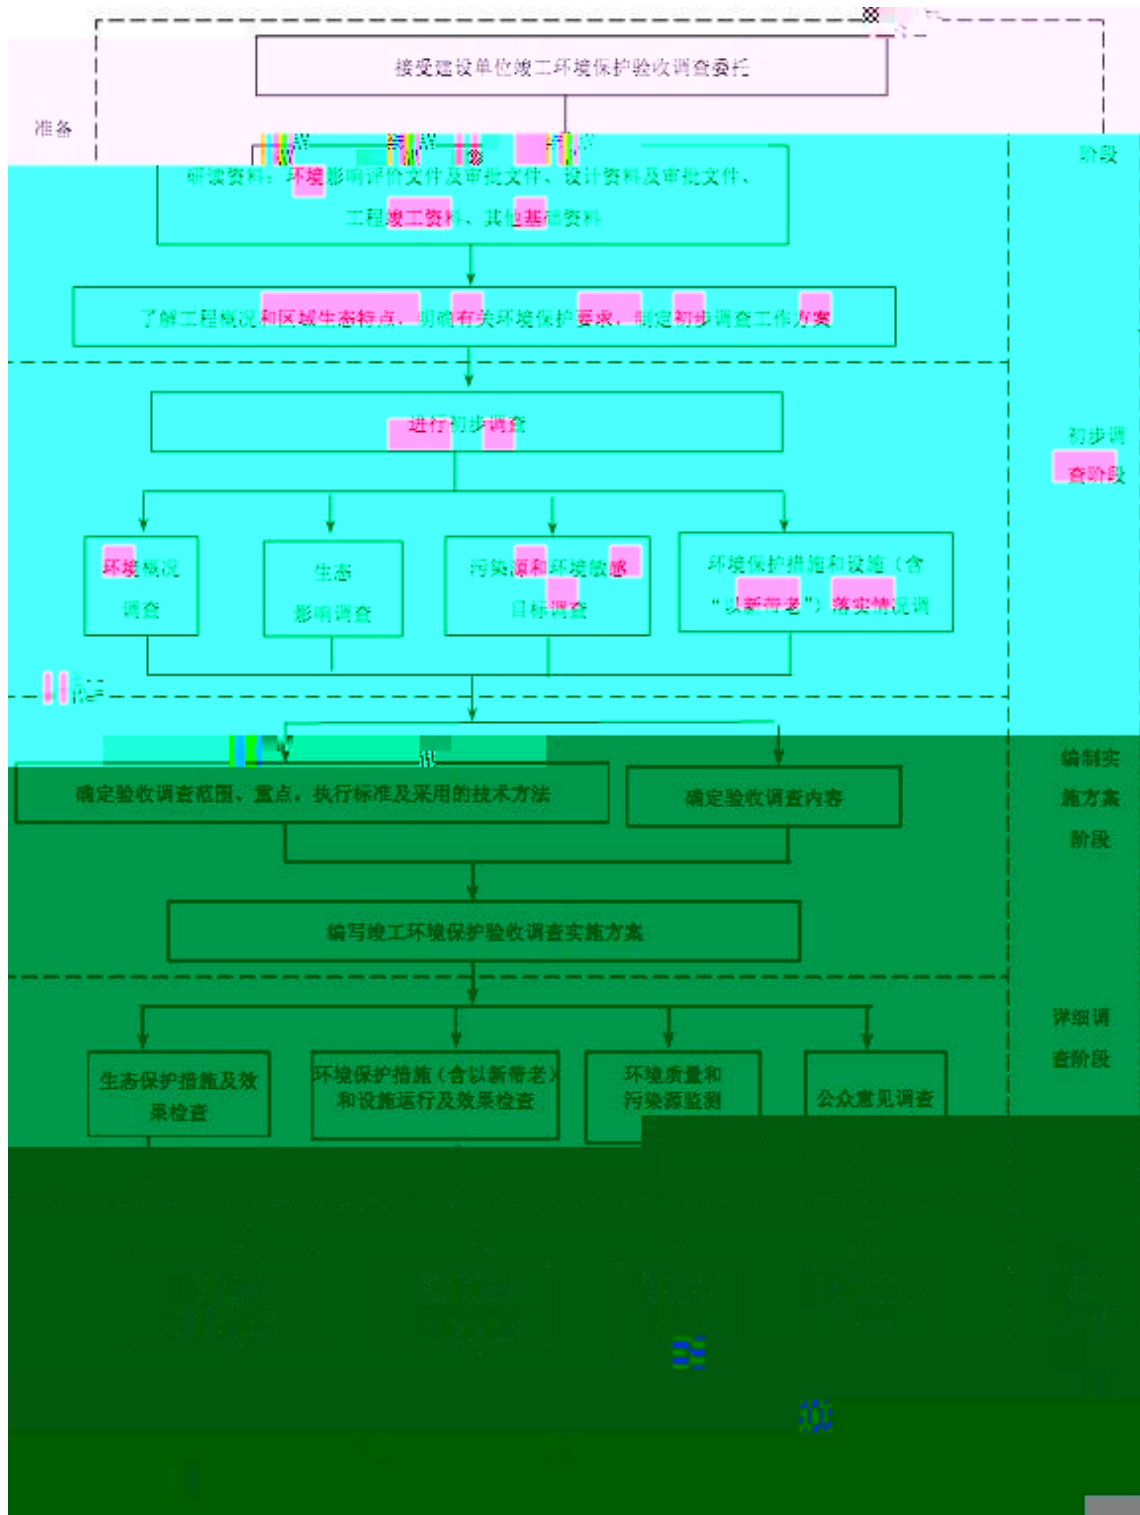 接受建设单位竣工环境保护验收调查委托
准备
阶段
研读资料：环境影响评价文件及审批文件、设计资料及审批文件、
工程竣工资料、其他基础资料
了解工程概况和区域生态特点，明确有关环境保护要求，制定初步调查工作方案
进行初步调查
初步调
查阶段
环境概况
调查
生态
影响调查
污染源和环境敏感
目标调查
环境保护措施和设施（含
“以新带老”）落实情况调
编制实
施方案
阶段
确定验收调查范围、重点，执行标准及采用的技术方法
确定验收调查内容
编写竣工环境保护验收调查实施方案
详细调
查阶段
生态保护措施及效
果检查
环境保护措施（含以新带老）
和设施运行及效果检查
环境质量和
污染源监测
公众意见调查